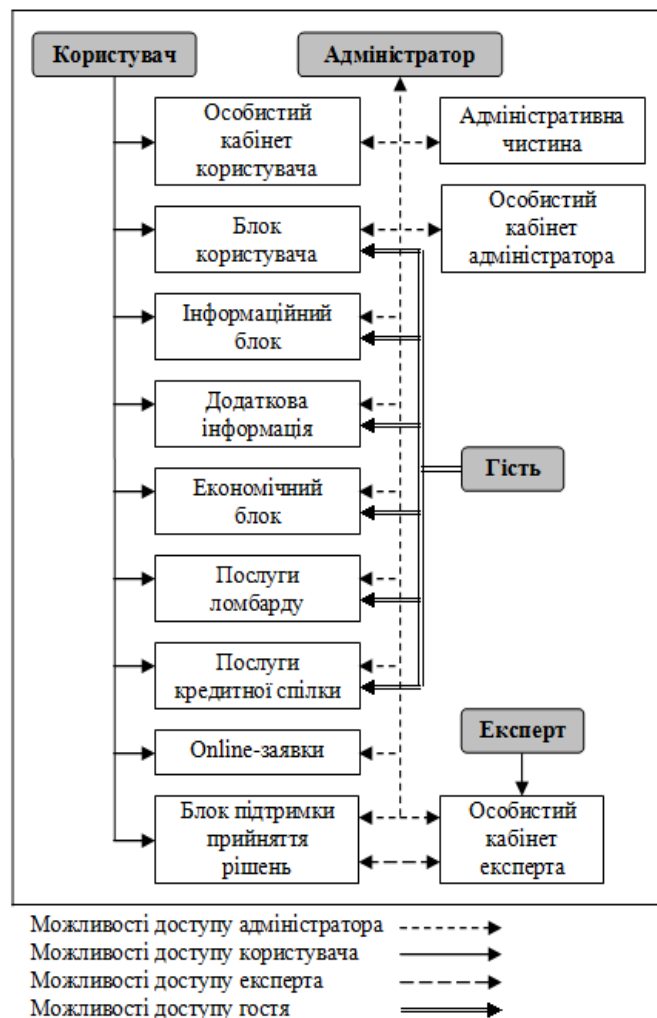 Користувач
Адміністратор
Особистий
кабінет
користувача
Адміністративна
чистина
Блок
користувача
Особистий
кабінет
адміністратора
Інформаційний
блок
Додаткова
інформація
Гість
Економічний
блок
Послуги
ломбарду
Послуги
кредитної спілки
Експерт
Online-заявки
Блок підтримки
прийняття
рішень
Особистий
кабінет
експерта
Можливості доступу адміністратора
Можливості доступу користувача
Можливості доступу експерта
Можливості доступу гостя